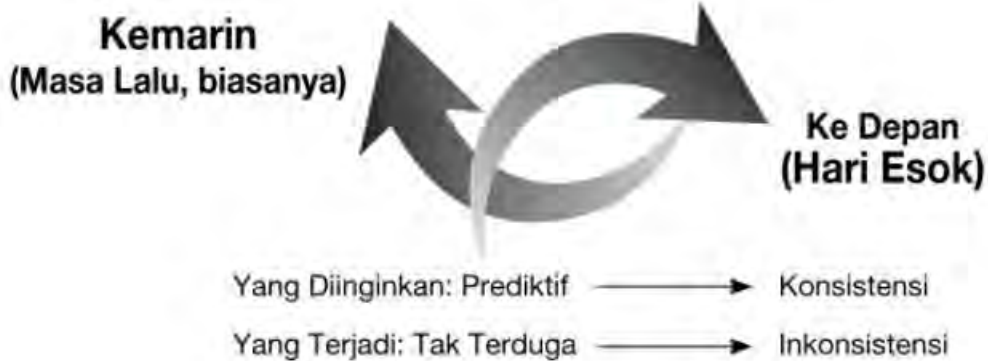 Kemarin
(Masa Lalu, biasanya)
Ke Depan
(Hari Esok)
Yang Diinginkan: Prediktif Konsistensi
Yang Terjadi: Tak Terduga Inkonsistensi